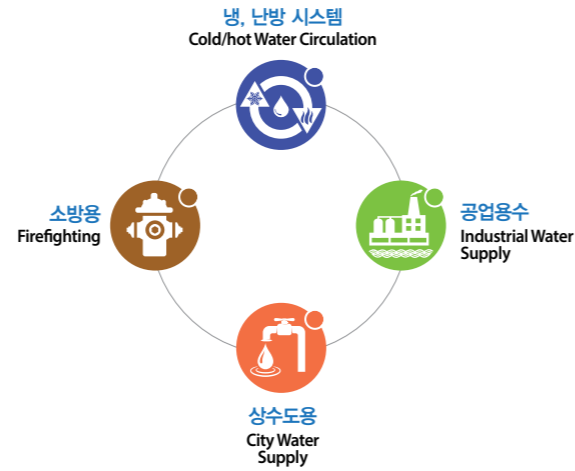 냉, 난방 시스템
Cold/hot Water Circulation
소방용
Firefighting
공업용수
Industrial Water
Supply
상수도용
City Water
Supply